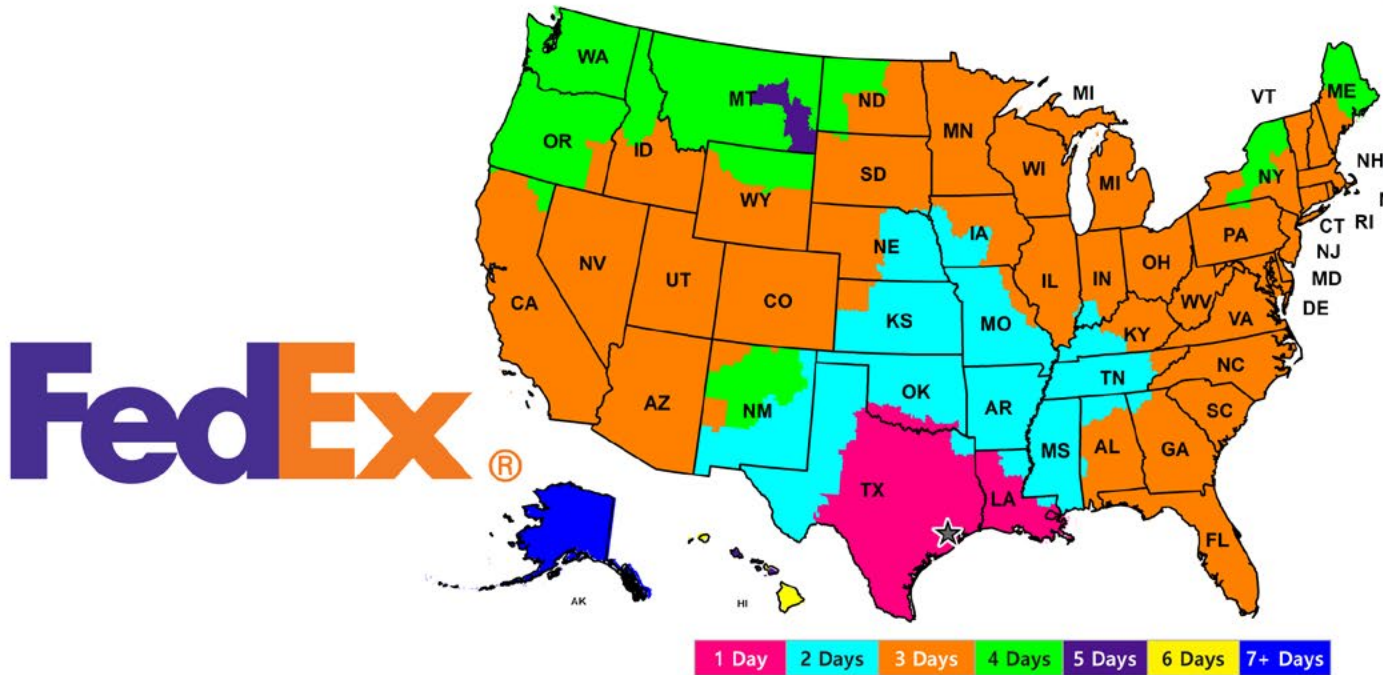 FedEx®
WA
MT
ND
MN
MI
VT
ME
OR
ID
WY
SD
WI
MI
NY
NH
RI
CT
NJ
MD
DE
NV
UT
CO
NE
IA
IL
IN
OH
PA
WV
VA
CA
KS
MO
KY
AZ
NM
OK
AR
TN
NC
SC
TX
LA
MS
AL
GA
FL
AK
HI
1 Day
2 Days
3 Days
4 Days
5 Days
6 Days
7+ Days